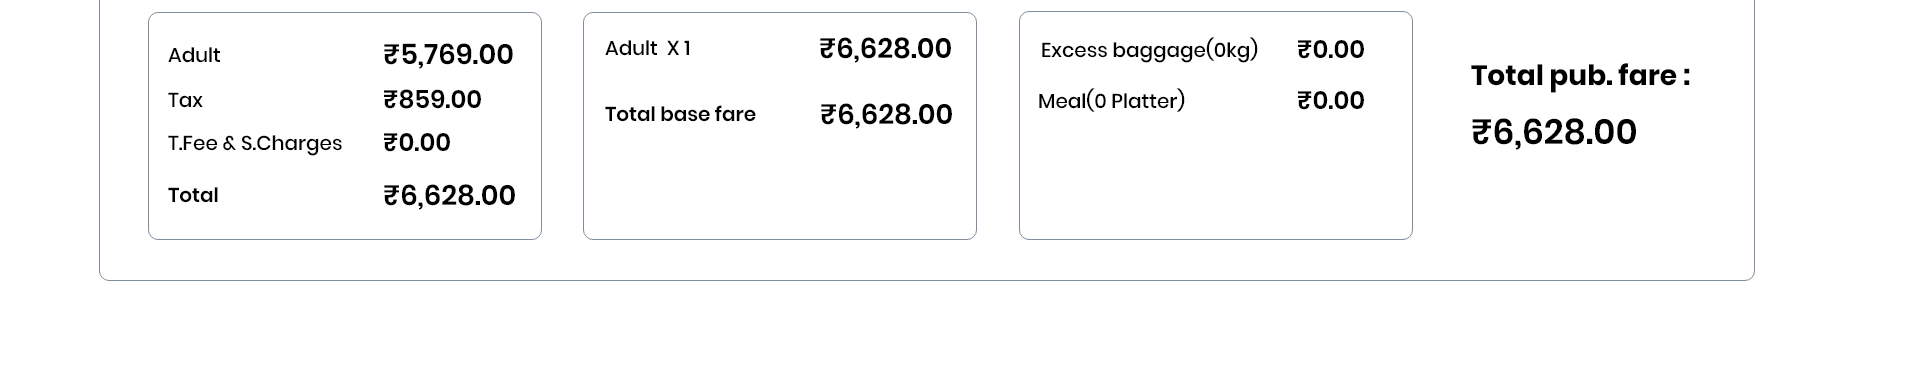 Adult ₹5,769.00
Tax ₹859.00
T.Fee & S.Charges ₹0.00
Total ₹6,628.00
Adult X 1 ₹6,628.00
Total base fare ₹6,628.00
Excess baggage(0kg) ₹0.00
Meal(0 Platter) ₹0.00
Total pub. fare :
₹6,628.00